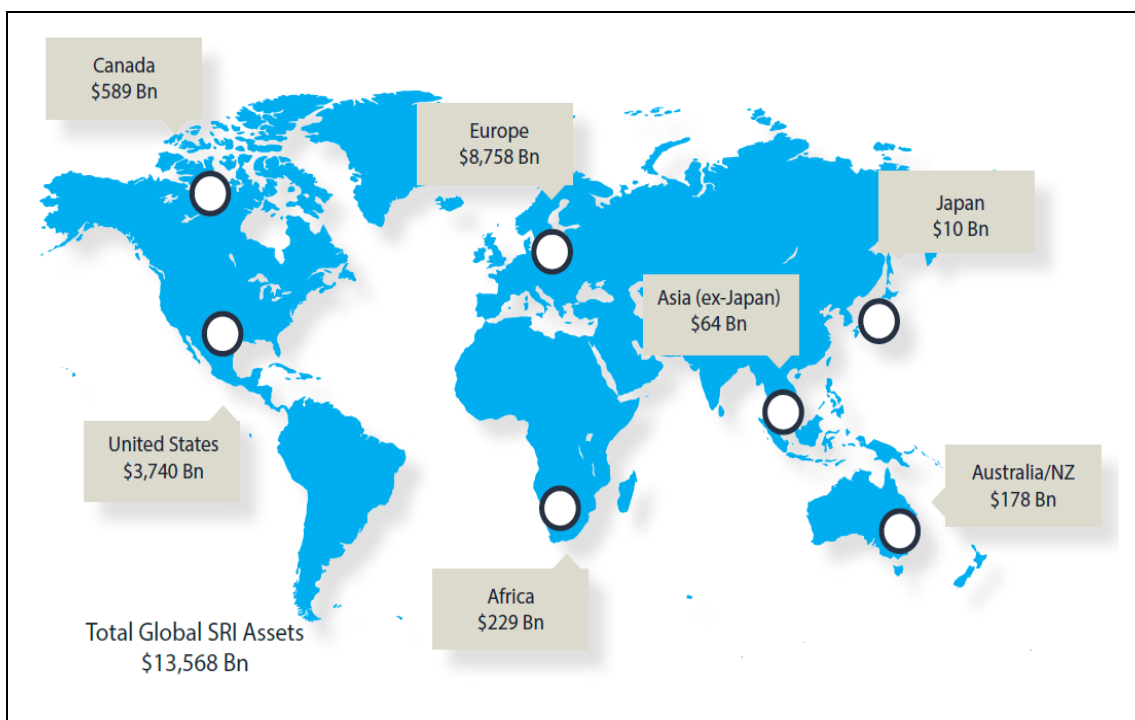 Canada
$589 Bn
Europe
$8,758 Bn
Japan
$10 Bn
Asia (ex-Japan)
$64 Bn
United States
$3,740 Bn
Australia/NZ
$178 Bn
Africa
$229 Bn
Total Global SRI Assets
$13,568 Bn